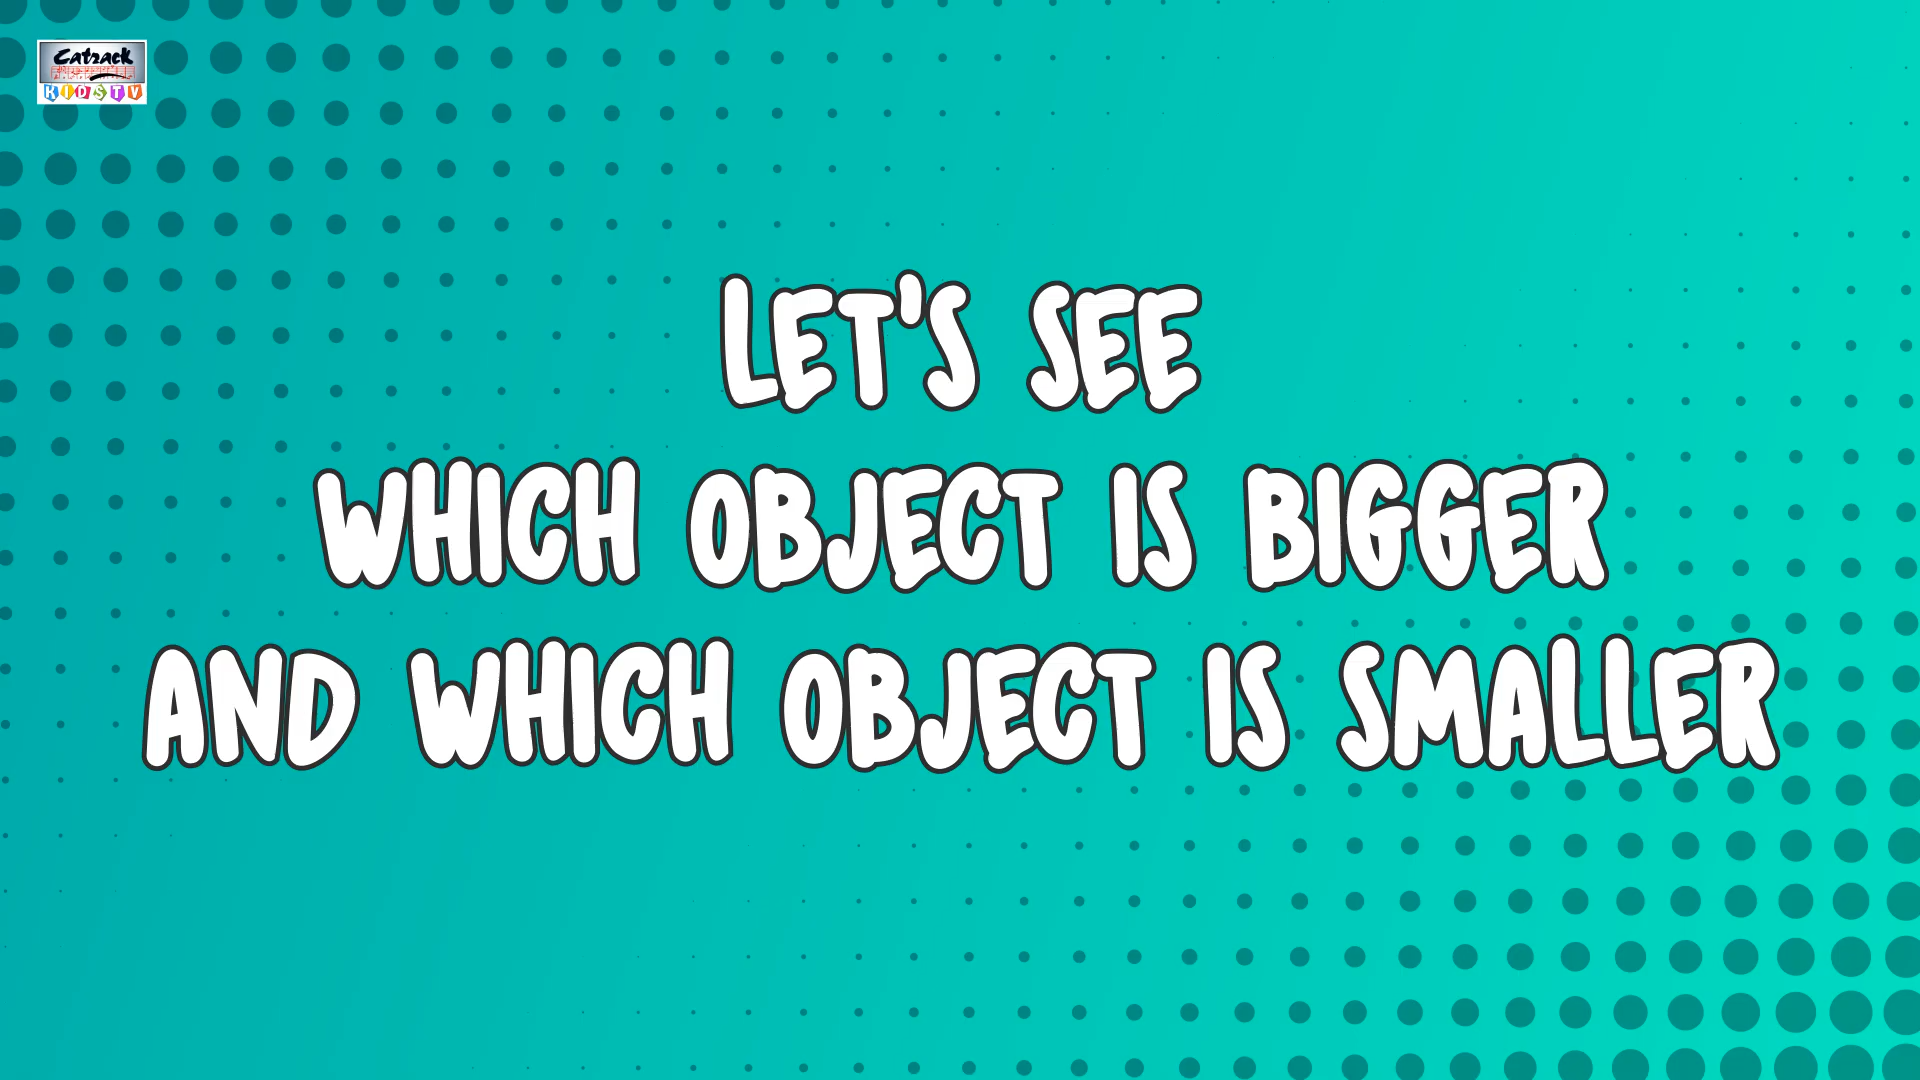 Catrack
KIDS TV
LET'S SEE
WHICH OBJECT IS BIGGER
AND WHICH OBJECT IS SMALLER